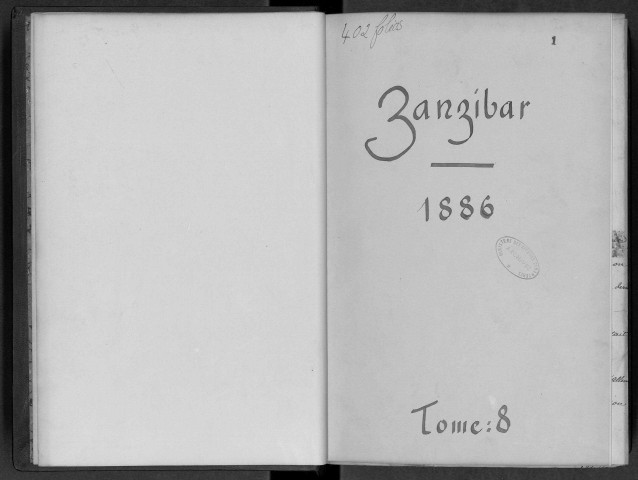 402 folios
1
Zanzibar
1886
Tome: 8